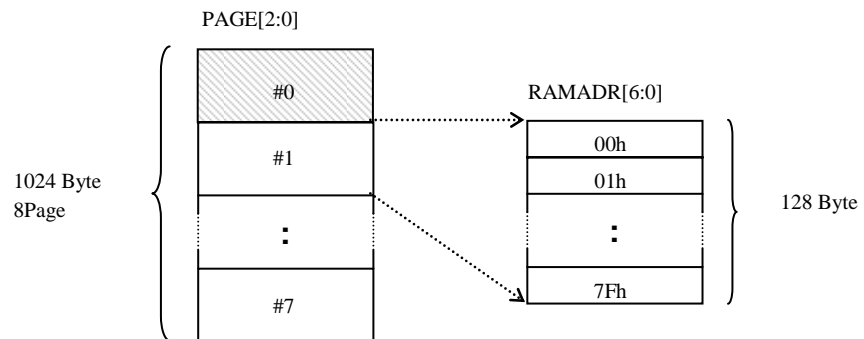 PAGE[2:0]
#0
#1
:
#7
1024 Byte
8Page
RAMADR[6:0]
00h
01h
:
7Fh
128 Byte